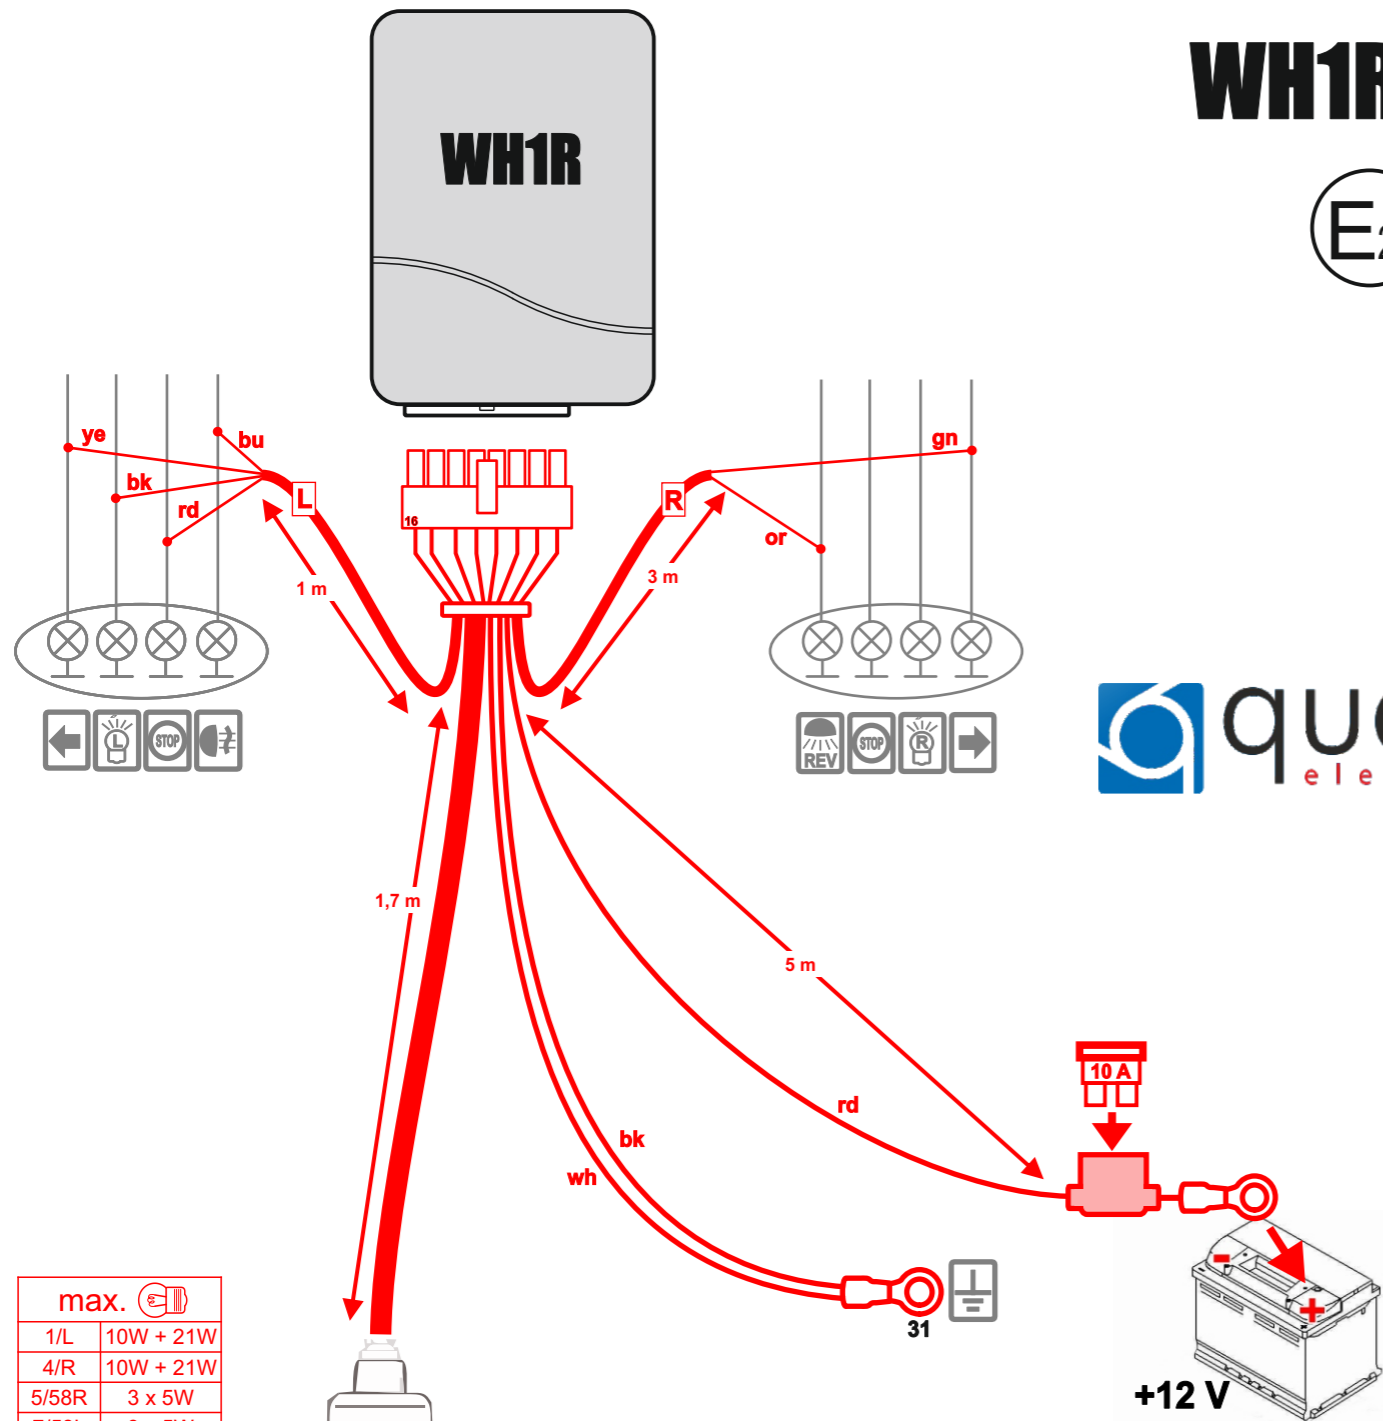 WH1R
WH1R
E2
ye
bu
bk
rd
L
16
R
gn
or
1 m
3 m
L
STOP
REV
STOP
R
1,7 m
5 m
10 A
rd
bk
wh
31
-
+
+12 V
max.
1/L 10W + 21W
4/R 10W + 21W
5/58R 3 x 5W